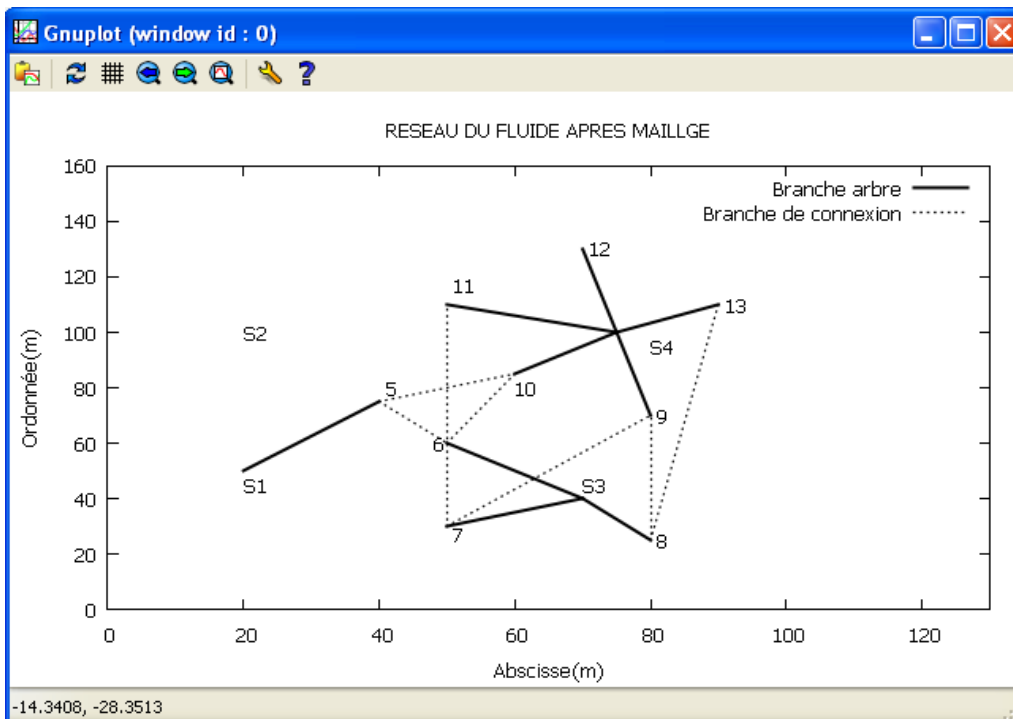 Gnuplot (window id : 0)
RESEAU DU FLUIDE APRES MAILLGE
160
140
120
100
80
60
40
20
0
Ordonnée(m)
Branche arbre
Branche de connexion
12
11
13
S2
S4
5
10
9
6
S3
S1
7
8
0 20 40 60 80 100 120
Abscisse(m)
-14.3408, -28.3513